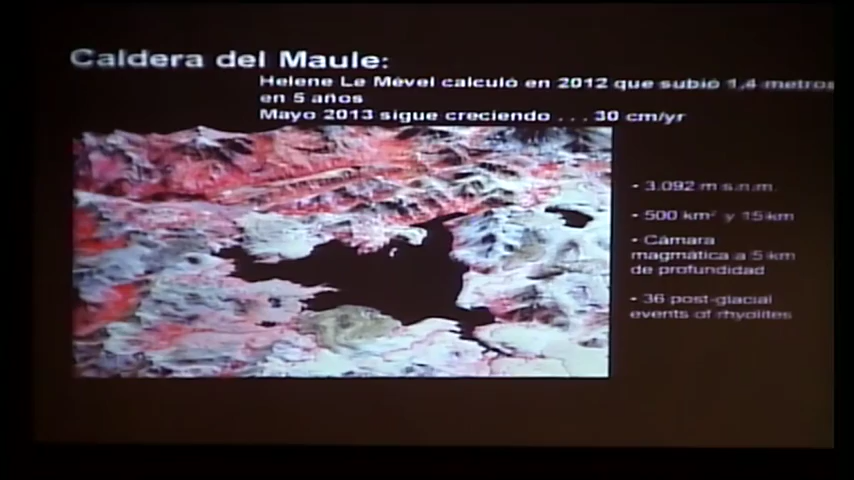 Caldera del Maule:
Helene Le Mével calculó en 2012 que subió 1,4 metros
en 5 años
Mayo 2013 sigue creciendo . . . 30 cm/yr
• 3.092 m s.n.m.
• 500 km² y 15 km
• Cámara
magmática a 5 km
de profundidad
• 36 post-glacial
events of rhyolites